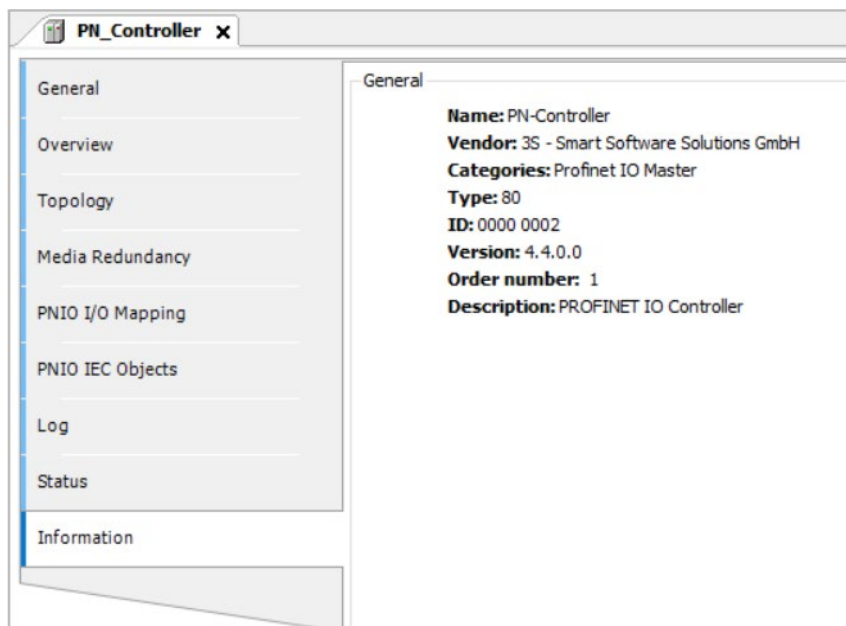 PN_Controller
General
Overview
Topology
Media Redundancy
PNIO I/O Mapping
PNIO IEC Objects
Log
Status
Information
General
Name: PN-Controller
Vendor: 3S - Smart Software Solutions GmbH
Categories: Profinet IO Master
Type: 80
ID: 0000 0002
Version: 4.4.0.0
Order number: 1
Description: PROFINET IO Controller